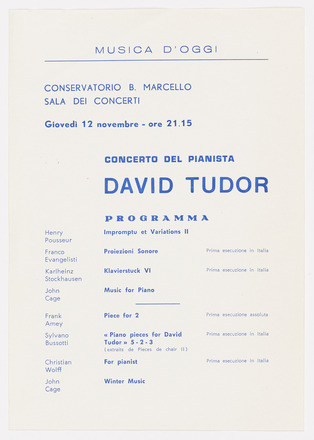 MUSICA D'OGGI
CONSERVATORIO B. MARCELLO
SALA DEI CONCERTI
Giovedì 12 novembre - ore 21.15
CONCERTO DEL PIANISTA
DAVID TUDOR
PROGRAMMA
Henry Pousseur Impromptu et Variations II
Franco Evangelisti Proiezioni Sonore Prima esecuzione in Italia
Karlheinz Stockhausen Klavierstuck VI Prima esecuzione in Italia
John Cage Music for Piano
Frank Amey Piece for 2 Prima esecuzione assoluta
Sylvano Bussotti « Piano pieces for David Tudor » 5 - 2 - 3 Prima esecuzione in Italia
(extraits de Pieces de chair II)
Christian Wolff For pianist Prima esecuzione in Italia
John Cage Winter Music